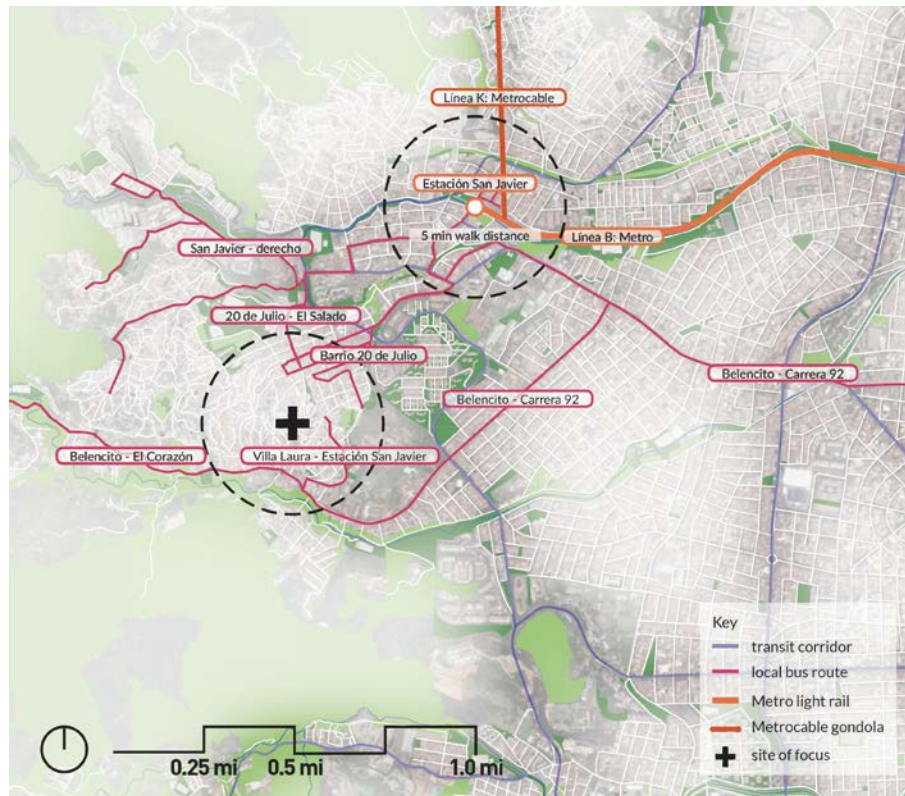 Línea K: Metrocable
Estación San Javier
5 min walk distance
Línea B: Metro
San Javier - derecho
20 de Julio - El Salado
Barrio 20 de Julio
Belencito - Carrera 92
Belencito - Carrera 92
Belencito - El Corazón
Villa Laura - Estación San Javier
Key
transit corridor
local bus route
Metro light rail
Metrocable gondola
site of focus
0.25 mi
0.5 mi
1.0 mi